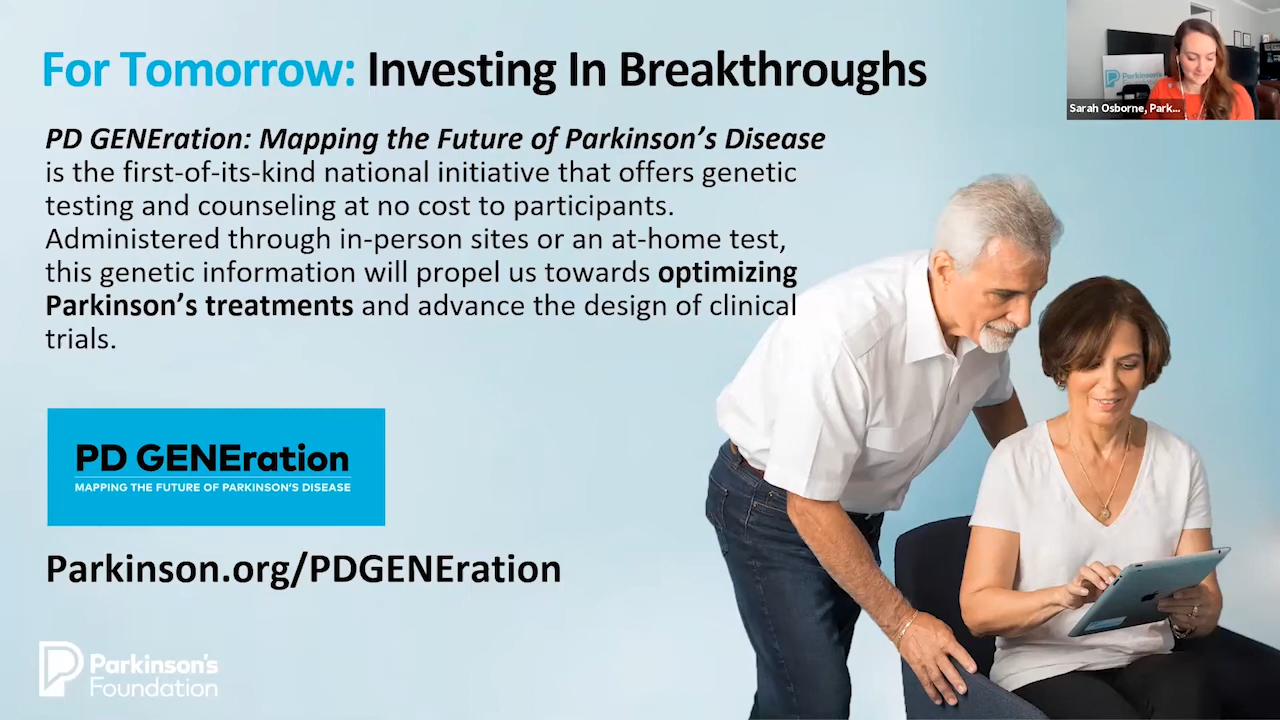 For Tomorrow: Investing In Breakthroughs
PD GENEration: Mapping the Future of Parkinson's Disease
is the first-of-its-kind national initiative that offers genetic
testing and counseling at no cost to participants.
Administered through in-person sites or an at-home test,
this genetic information will propel us towards optimizing
Parkinson's treatments and advance the design of clinical
trials.
PD GENEration
MAPPING THE FUTURE OF PARKINSON'S DISEASE
Parkinson.org/PDGENEration
Parkinson's
Foundation
Parkinson's
Foundation
Sarah Osborne, Park...